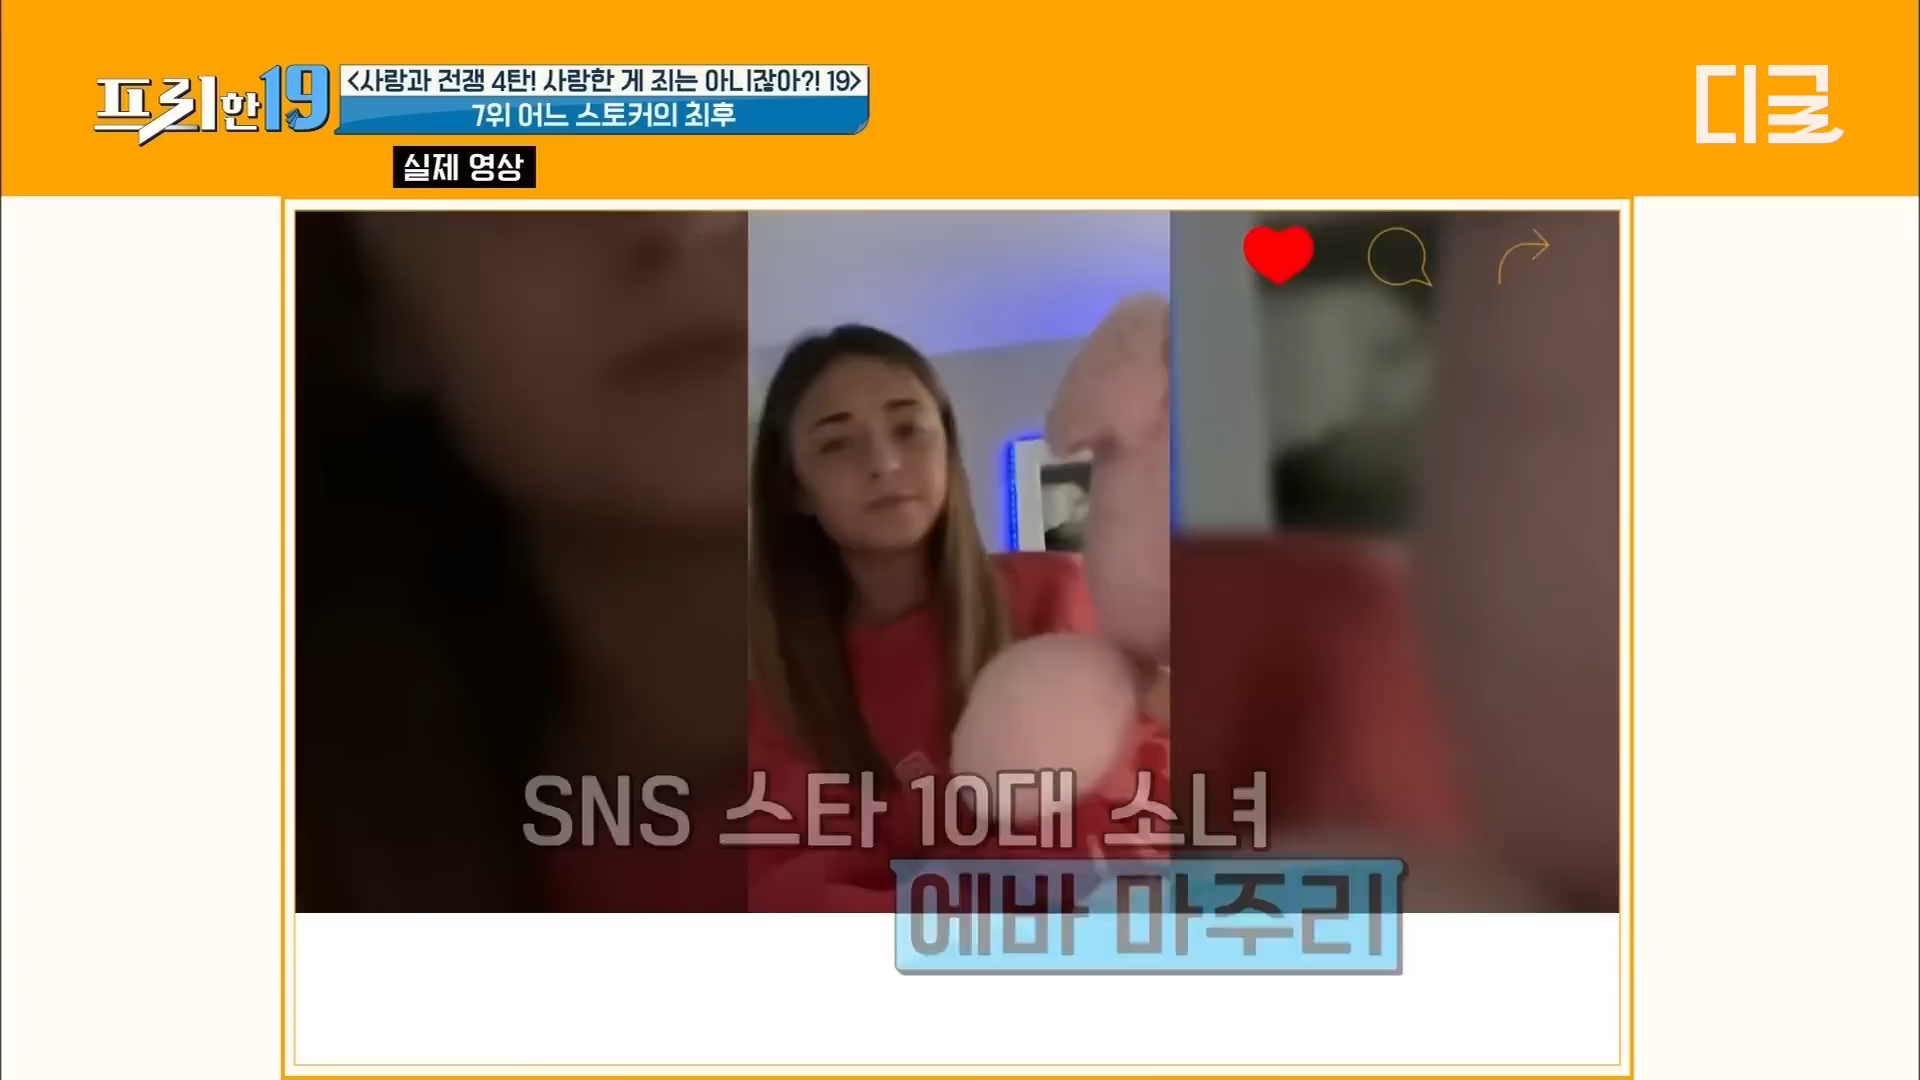 프리한19
<사랑과 전쟁 4탄! 사랑한 게 죄는 아니잖아?! 19>
7위 어느 스토커의 최후
디글
실제 영상
SNS 스타 10대 소녀
에바 마주리